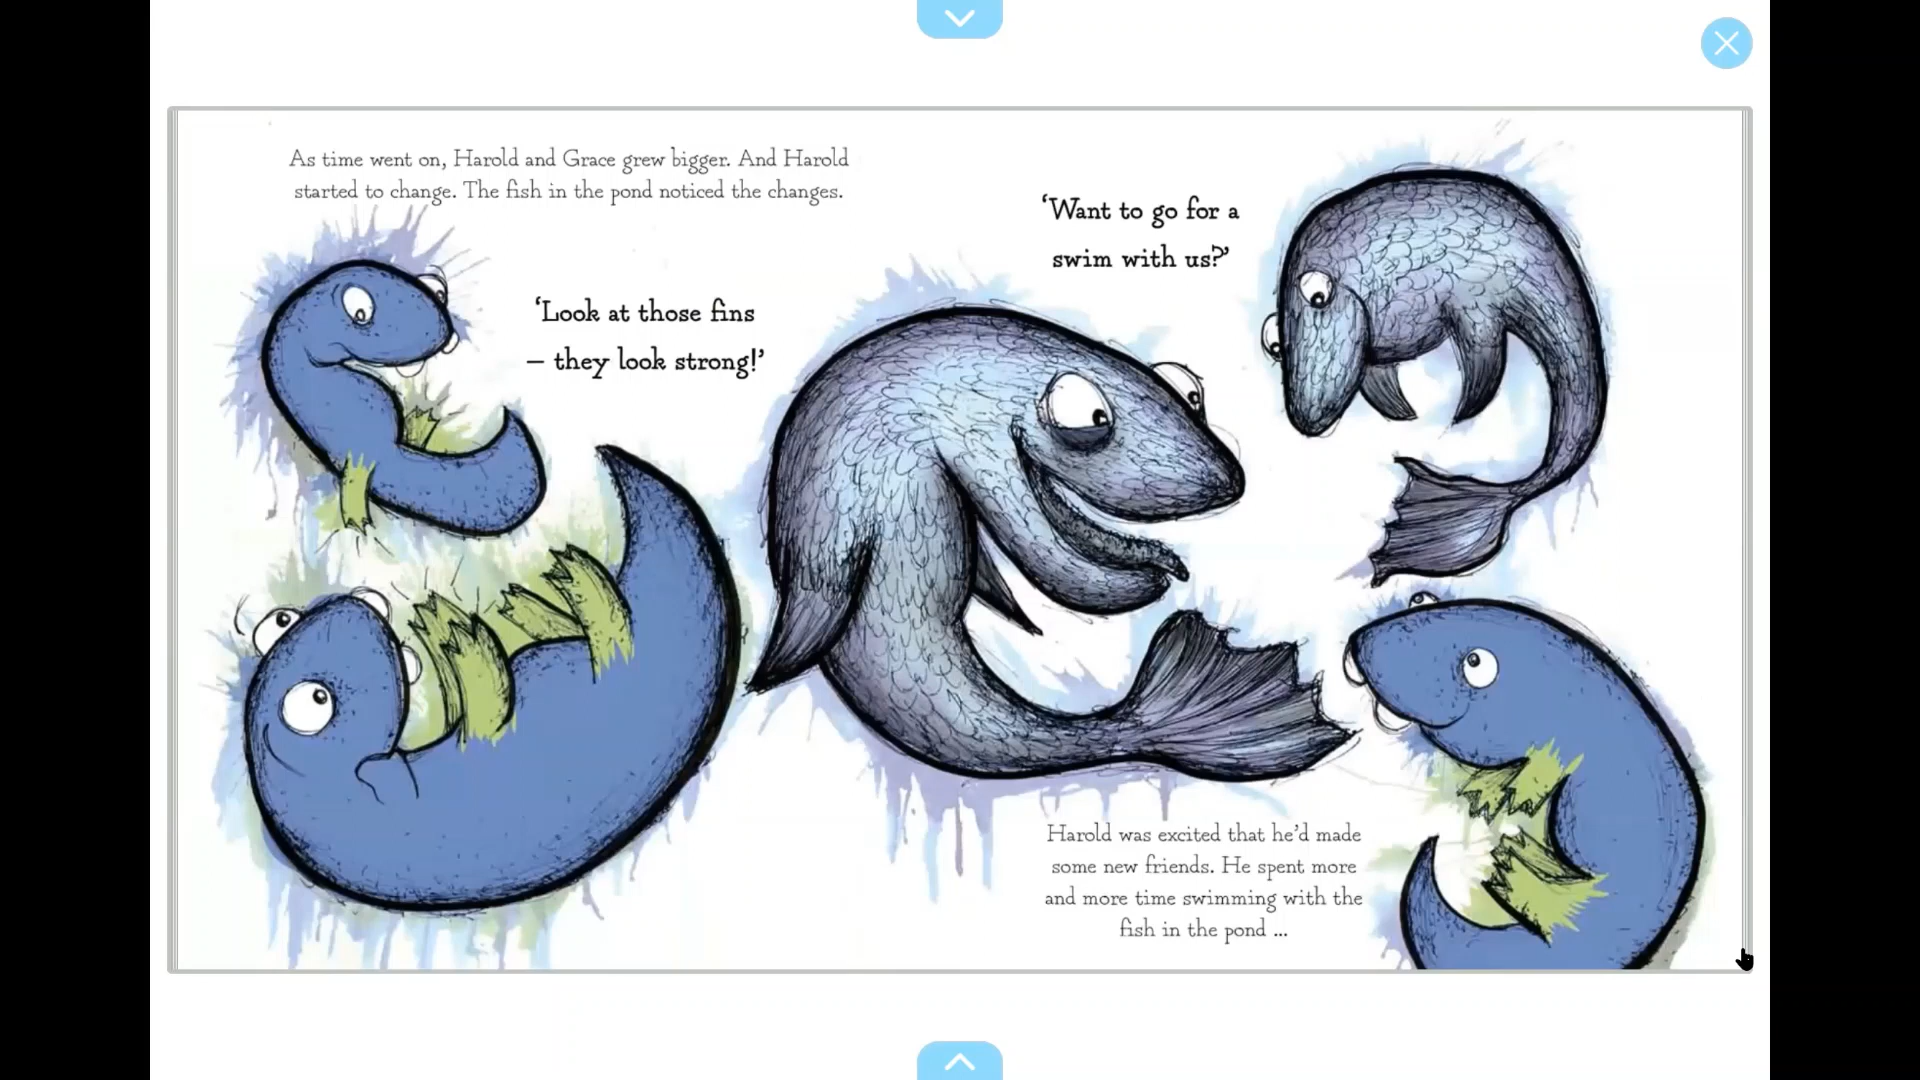 As time went on, Harold and Grace grew bigger. And Harold
started to change. The fish in the pond noticed the changes.
‘Look at those fins
– they look strong!’
‘Want to go for a
swim with us?’
Harold was excited that he’d made
some new friends. He spent more
and more time swimming with the
fish in the pond ...